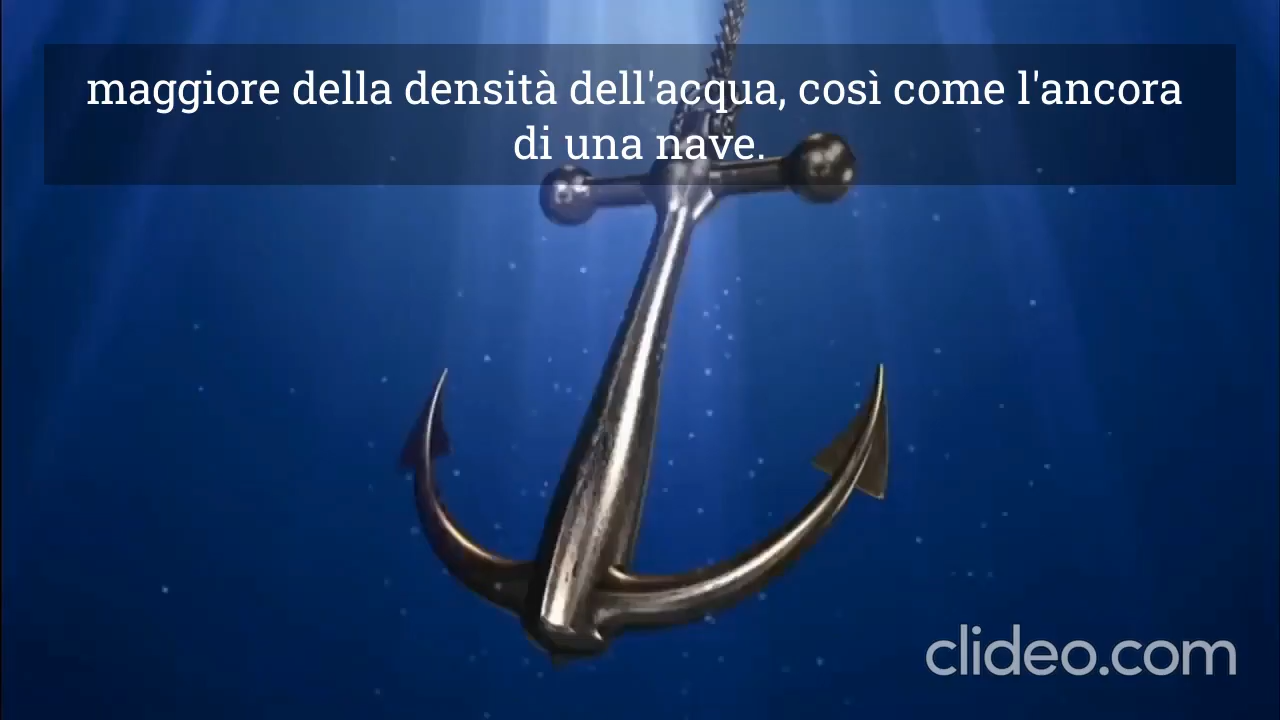 maggiore della densità dell'acqua, così come l'ancora
di una nave.
clideo.com